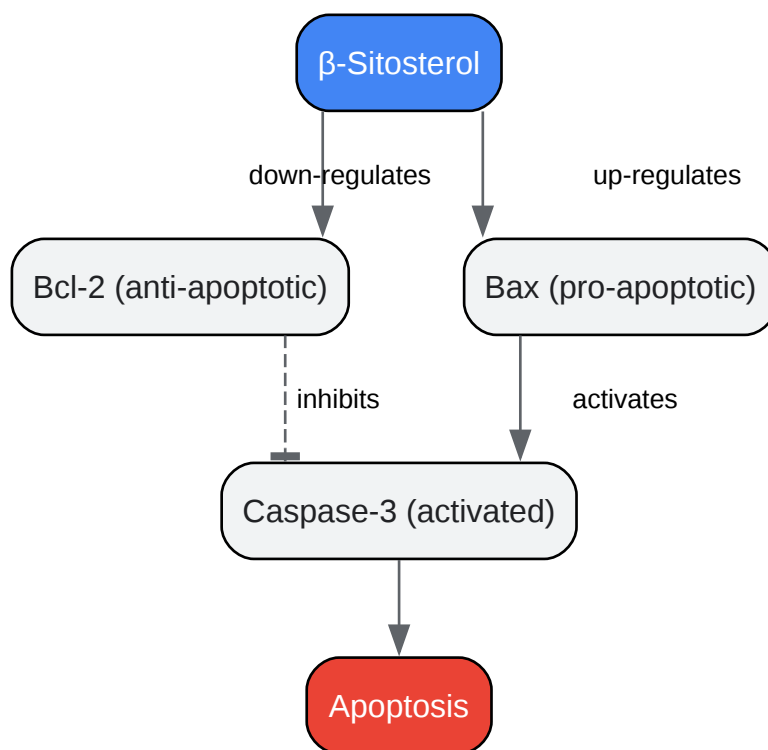 β-Sitosterol
down-regulates
up-regulates
Bcl-2 (anti-apoptotic)
Bax (pro-apoptotic)
inhibits
activates
Caspase-3 (activated)
Apoptosis